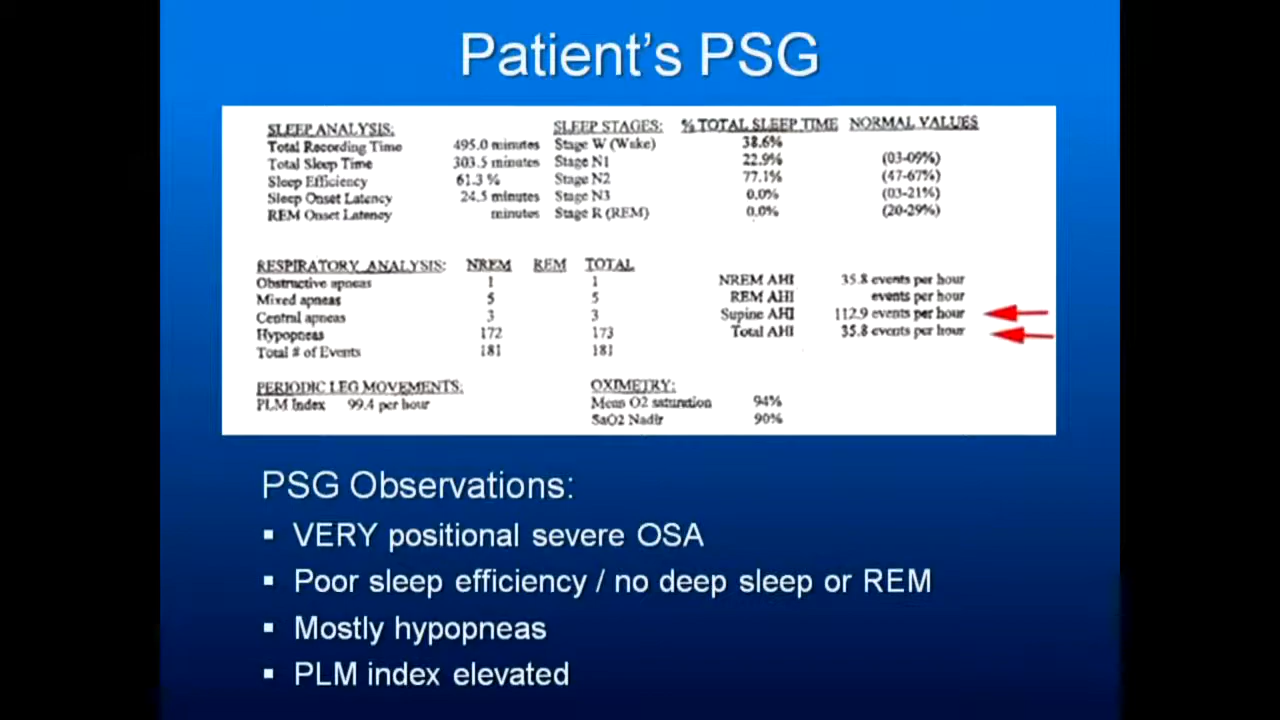 Patient's PSG
SLEEP ANALYSIS: SLEEP STAGES: % TOTAL SLEEP TIME NORMAL VALUES
Total Recording Time 495.0 minutes Stage W (Wake) 38.6%
Total Sleep Time 303.5 minutes Stage N1 22.9% (03-09%)
Sleep Efficiency 61.3 % Stage N2 77.1% (47-67%)
Sleep Onset Latency 24.5 minutes Stage N3 0.0% (03-21%)
REM Onset Latency minutes Stage R (REM) 0.0% (20-29%)
RESPIRATORY ANALYSIS: NREM REM TOTAL
Obstructive apneas 1 1 NREM AHI 35.8 events per hour
Mixed apneas 5 5 REM AHI events per hour
Central apneas 3 3 Supine AHI 112.9 events per hour
Hypopneas 172 173 Total AHI 35.8 events per hour
Total # of Events 181 181
PERIODIC LEG MOVEMENTS: OXIMETRY:
PLM Index 99.4 per hour Mean O2 saturation 94%
SaO2 Nadir 90%
PSG Observations:
▪ VERY positional severe OSA
▪ Poor sleep efficiency / no deep sleep or REM
▪ Mostly hypopneas
▪ PLM index elevated